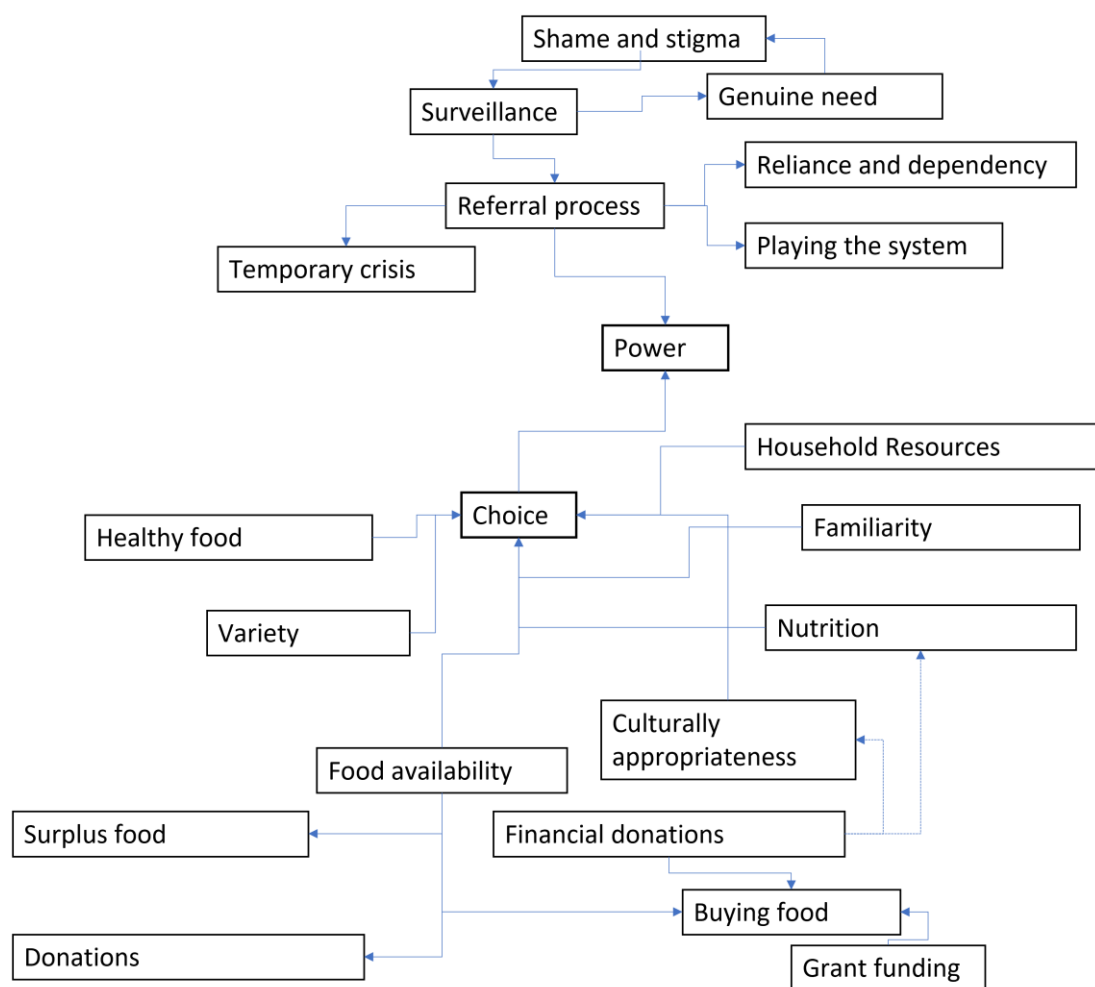 Shame and stigma
Genuine need
Surveillance
Reliance and dependency
Referral process
Playing the system
Temporary crisis
Power
Household Resources
Choice
Healthy food
Familiarity
Variety
Nutrition
Culturally
appropriateness
Food availability
Surplus food
Financial donations
Buying food
Donations
Grant funding